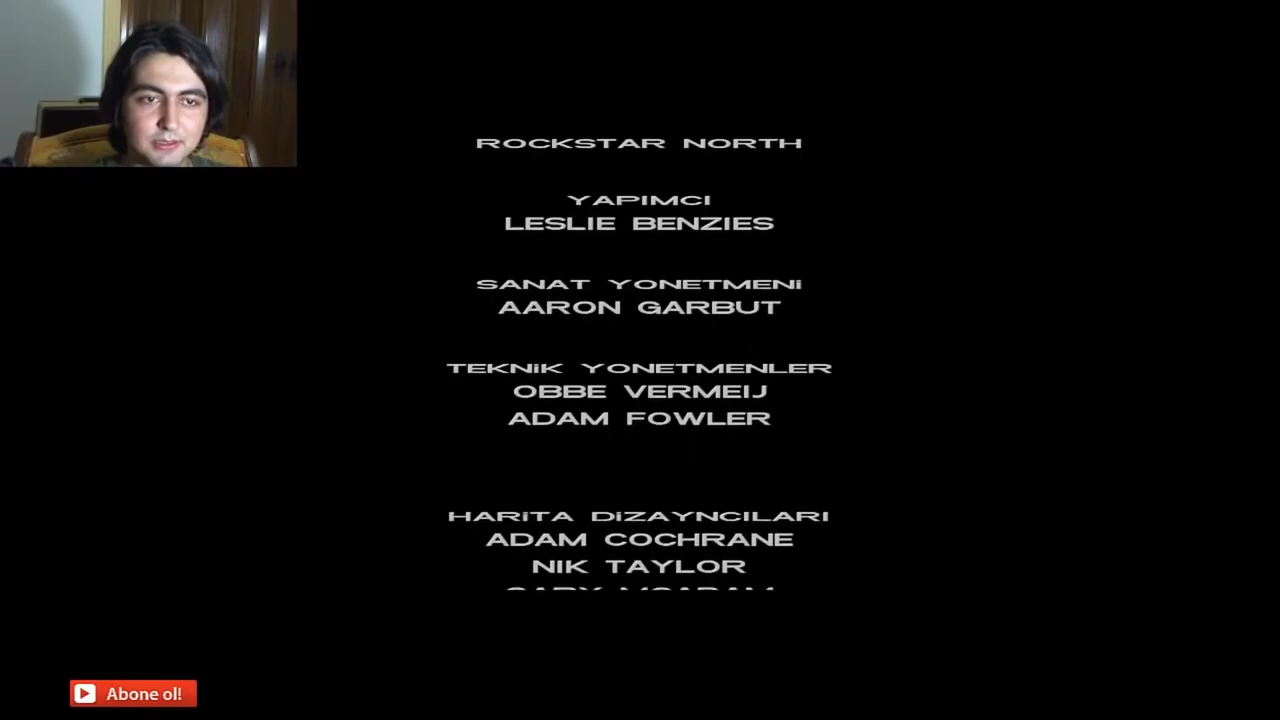 ROCKSTAR NORTH
YAPIMCI
LESLIE BENZIES
SANAT YONETMENi
AARON GARBUT
TEKNiK YONETMENLER
OBBE VERMEIJ
ADAM FOWLER
HARiTA DiZAYNCILARI
ADAM COCHRANE
NIK TAYLOR
Abone ol!